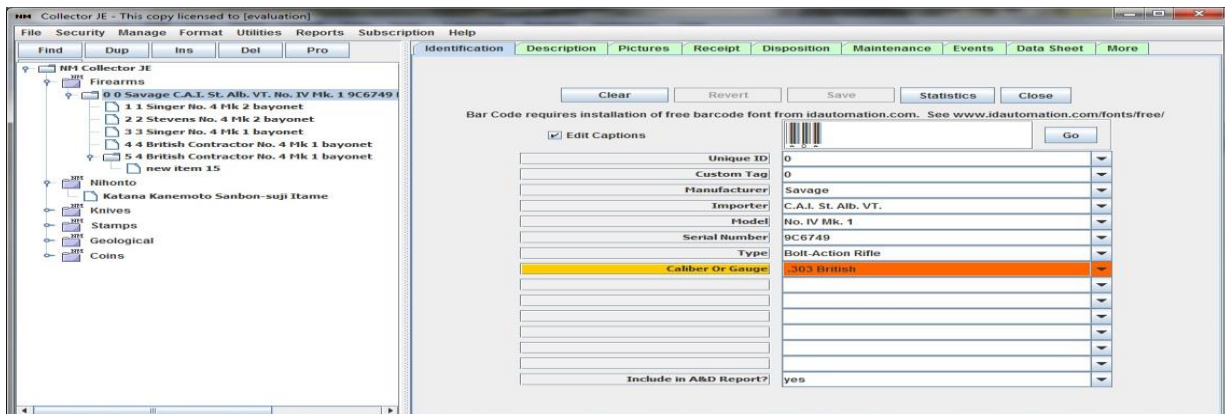 NM Collector JE - This copy licensed to [evaluation]
File Security Manage Format Utilities Reports Subscription Help
Find Dup Ins Del Pro
NM Collector JE
NM Firearms
0 0 Savage C.A.I. St. Alb. VT. No. IV Mk. 1 9C6749
1 1 Singer No. 4 Mk 2 bayonet
2 2 Stevens No. 4 Mk 2 bayonet
3 3 Singer No. 4 Mk 1 bayonet
4 4 British Contractor No. 4 Mk 1 bayonet
5 4 British Contractor No. 4 Mk 1 bayonet
new item 15
NM Nihonto
Katana Kanemoto Sanbon-suji Itame
NM Knives
NM Stamps
NM Geological
NM Coins
Identification Description Pictures Receipt Disposition Maintenance Events Data Sheet More
Clear Revert Save Statistics Close
Bar Code requires installation of free barcode font from idautomation.com. See www.idautomation.com/fonts/free/
Edit Captions Go
Unique ID 0
Custom Tag 0
Manufacturer Savage
Importer C.A.I. St. Alb. VT.
Model No. IV Mk. 1
Serial Number 9C6749
Type Bolt-Action Rifle
Caliber Or Gauge .303 British
Include in A&D Report? yes